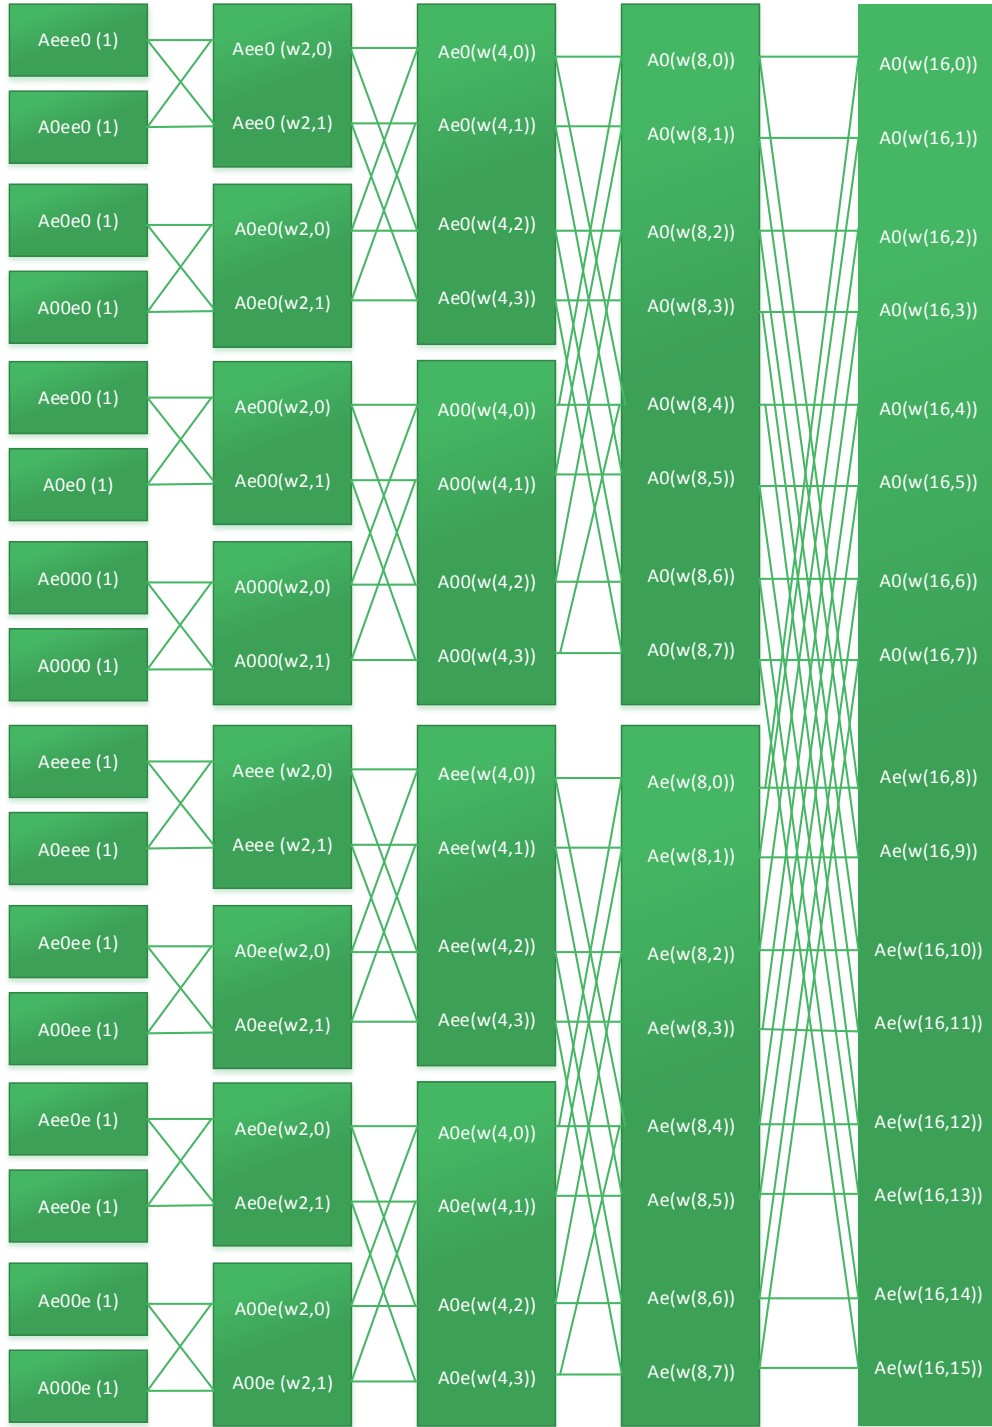 Aeee0 (1)
A0ee0 (1)
Ae0e0 (1)
A00e0 (1)
Aee00 (1)
A0e0 (1)
Ae000 (1)
A0000 (1)
Aeeee (1)
A0eee (1)
Ae0ee (1)
A00ee (1)
Aee0e (1)
Aee0e (1)
Ae00e (1)
A000e (1)
Aee0 (w2,0)
Aee0 (w2,1)
A0e0(w2,0)
A0e0(w2,1)
Ae00(w2,0)
Ae00(w2,1)
A000(w2,0)
A000(w2,1)
Aeee (w2,0)
Aeee (w2,1)
A0ee(w2,0)
A0ee(w2,1)
Ae0e(w2,0)
Ae0e(w2,1)
A00e(w2,0)
A00e (w2,1)
Ae0(w(4,0))
Ae0(w(4,1))
Ae0(w(4,2))
Ae0(w(4,3))
A00(w(4,0))
A00(w(4,1))
A00(w(4,2))
A00(w(4,3))
Aee(w(4,0))
Aee(w(4,1))
Aee(w(4,2))
Aee(w(4,3))
A0e(w(4,0))
A0e(w(4,1))
A0e(w(4,2))
A0e(w(4,3))
A0(w(8,0))
A0(w(8,1))
A0(w(8,2))
A0(w(8,3))
A0(w(8,4))
A0(w(8,5))
A0(w(8,6))
A0(w(8,7))
Ae(w(8,0))
Ae(w(8,1))
Ae(w(8,2))
Ae(w(8,3))
Ae(w(8,4))
Ae(w(8,5))
Ae(w(8,6))
Ae(w(8,7))
A0(w(16,0))
A0(w(16,1))
A0(w(16,2))
A0(w(16,3))
A0(w(16,4))
A0(w(16,5))
A0(w(16,6))
A0(w(16,7))
Ae(w(16,8))
Ae(w(16,9))
Ae(w(16,10))
Ae(w(16,11))
Ae(w(16,12))
Ae(w(16,13))
Ae(w(16,14))
Ae(w(16,15))